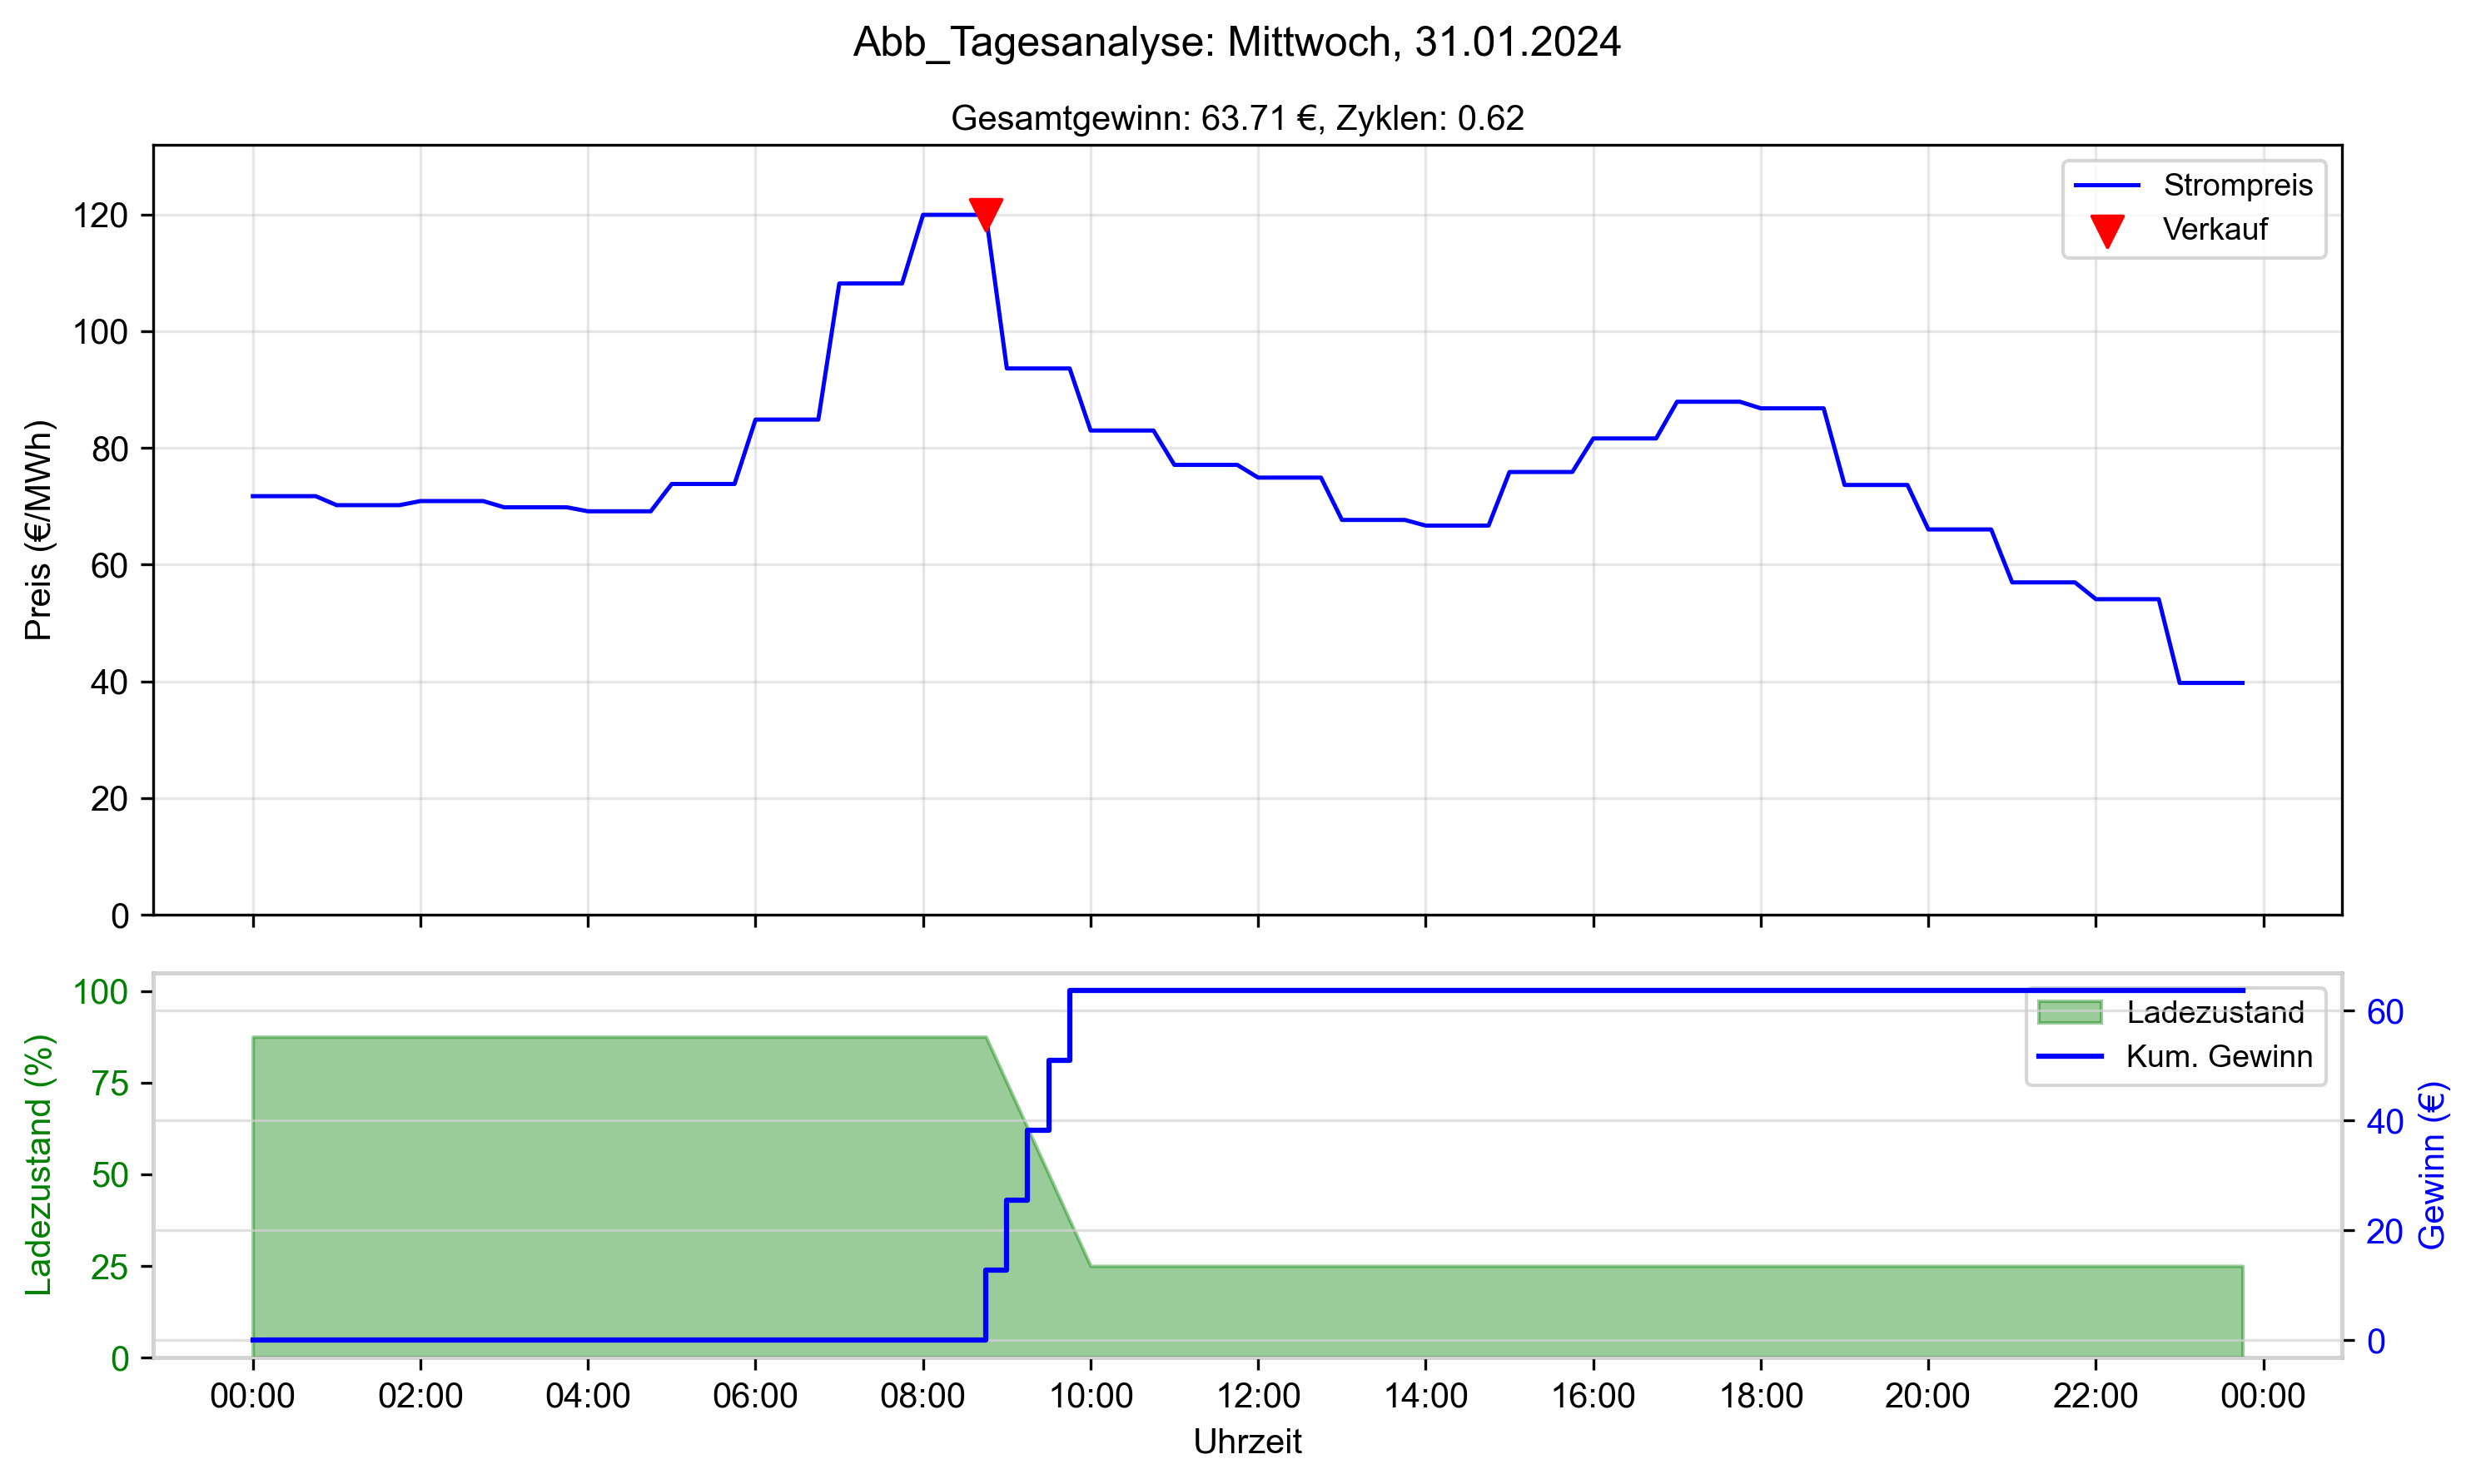 Abb_Tagesanalyse: Mittwoch, 31.01.2024
Gesamtgewinn: 63.71 €, Zyklen: 0.62
Preis (€/MWh)
120
100
80
60
40
20
0
Strompreis
Verkauf
Ladezustand (%)
100
75
50
25
0
Ladezustand
Kum. Gewinn
60
40
20
0
Gewinn (€)
00:00 02:00 04:00 06:00 08:00 10:00 12:00 14:00 16:00 18:00 20:00 22:00 00:00
Uhrzeit